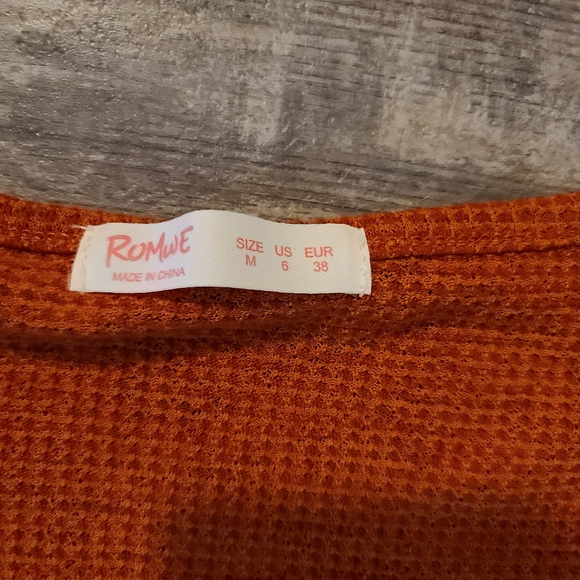 ROMWE
MADE IN CHINA
SIZE US EUR
M 6 38